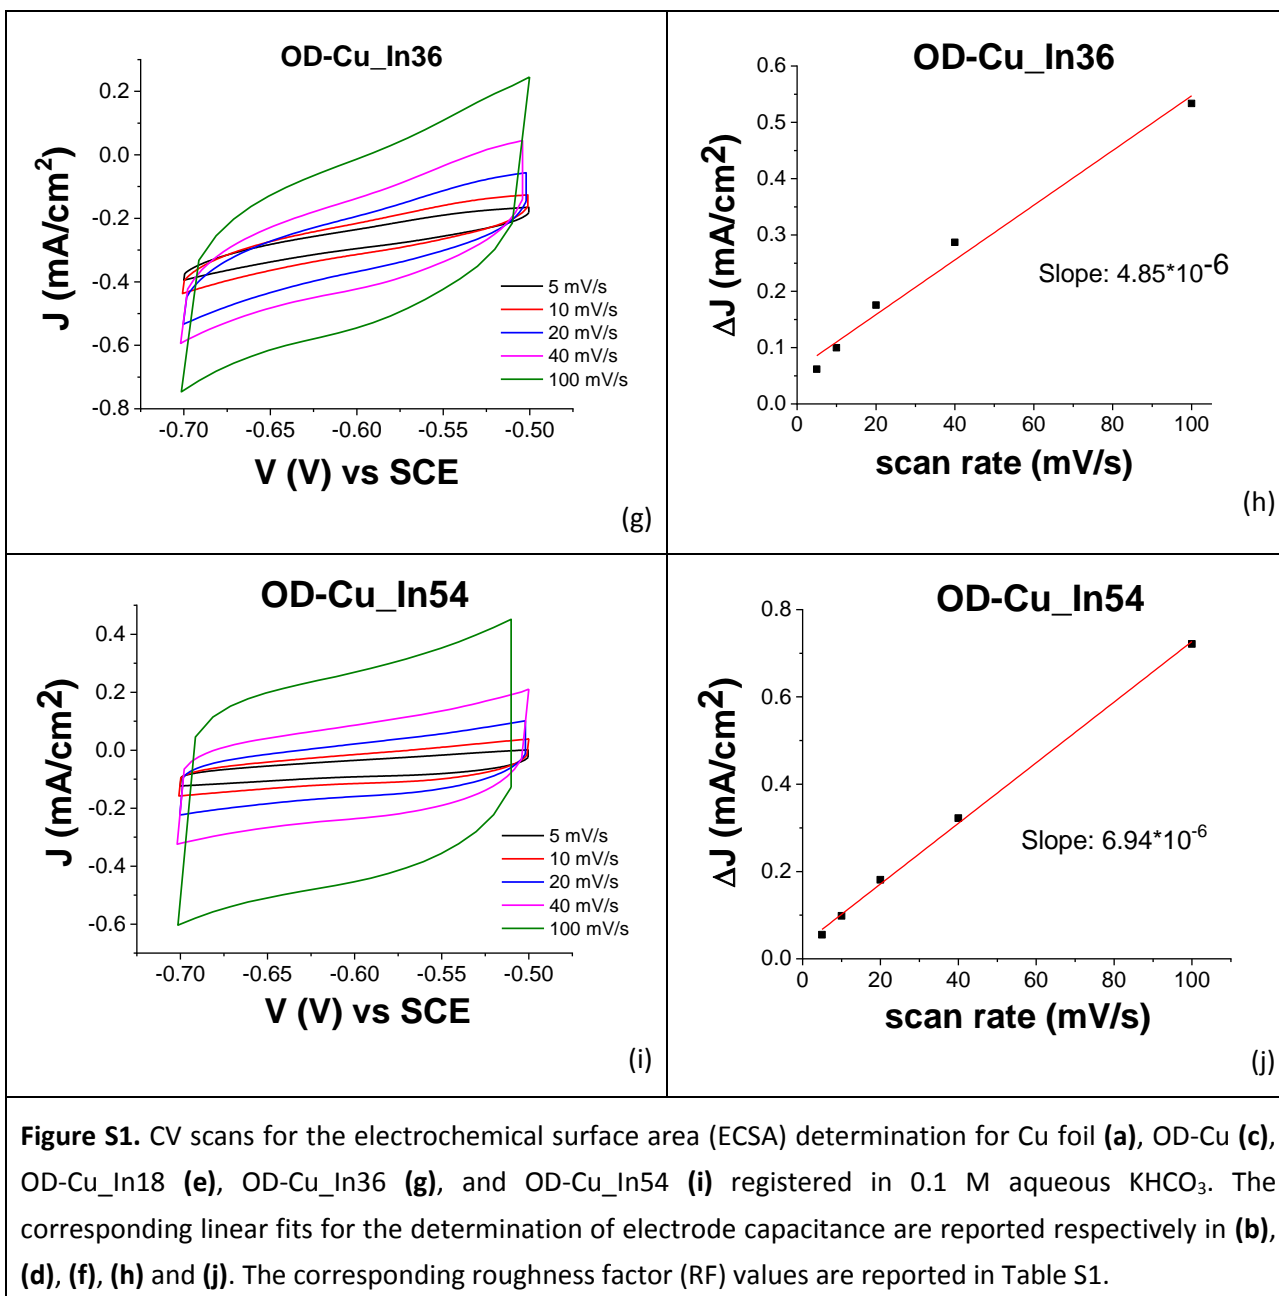 OD-Cu_In36
0.2
0.0
-0.2
-0.4
-0.6
-0.8
J (mA/cm²)
5 mV/s
10 mV/s
20 mV/s
40 mV/s
100 mV/s
-0.70 -0.65 -0.60 -0.55 -0.50
V (V) vs SCE
(g)
OD-Cu_In36
0.6
0.5
0.4
0.3
0.2
0.1
0.0
ΔJ (mA/cm²)
Slope: 4.85*10⁻⁶
0 20 40 60 80 100
scan rate (mV/s)
(h)
OD-Cu_In54
0.4
0.2
0.0
-0.2
-0.4
-0.6
J (mA/cm²)
5 mV/s
10 mV/s
20 mV/s
40 mV/s
100 mV/s
-0.70 -0.65 -0.60 -0.55 -0.50
V (V) vs SCE
(i)
OD-Cu_In54
0.8
0.6
0.4
0.2
0.0
ΔJ (mA/cm²)
Slope: 6.94*10⁻⁶
0 20 40 60 80 100
scan rate (mV/s)
(j)
Figure S1. CV scans for the electrochemical surface area (ECSA) determination for Cu foil (a), OD-Cu (c),
OD-Cu_In18 (e), OD-Cu_In36 (g), and OD-Cu_In54 (i) registered in 0.1 M aqueous KHCO₃. The
corresponding linear fits for the determination of electrode capacitance are reported respectively in (b),
(d), (f), (h) and (j). The corresponding roughness factor (RF) values are reported in Table S1.